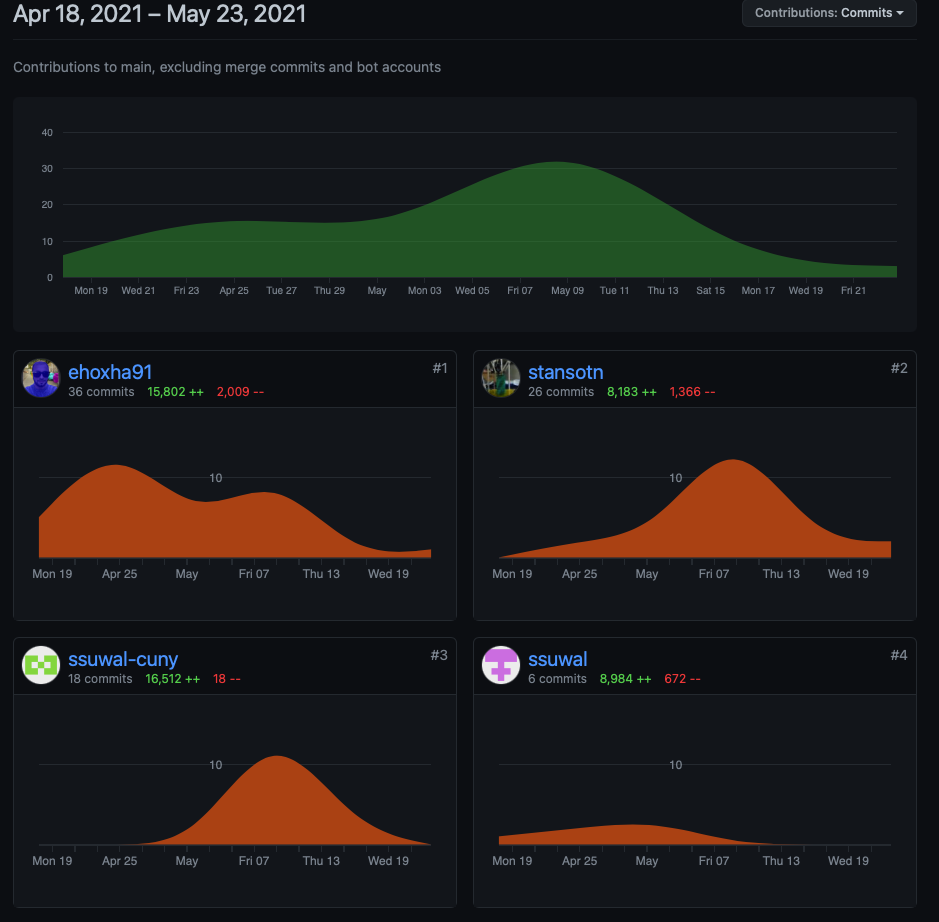 Apr 18, 2021 – May 23, 2021
Contributions: Commits
Contributions to main, excluding merge commits and bot accounts
40
30
20
10
0
Mon 19 Wed 21 Fri 23 Apr 25 Tue 27 Thu 29 May Mon 03 Wed 05 Fri 07 May 09 Tue 11 Thu 13 Sat 15 Mon 17 Wed 19 Fri 21
ehoxha91 #1
36 commits 15,802 ++ 2,009 --
10
Mon 19 Apr 25 May Fri 07 Thu 13 Wed 19
stansotn #2
26 commits 8,183 ++ 1,366 --
10
Mon 19 Apr 25 May Fri 07 Thu 13 Wed 19
ssuwal-cuny #3
18 commits 16,512 ++ 18 --
10
Mon 19 Apr 25 May Fri 07 Thu 13 Wed 19
ssuwal #4
6 commits 8,984 ++ 672 --
10
Mon 19 Apr 25 May Fri 07 Thu 13 Wed 19